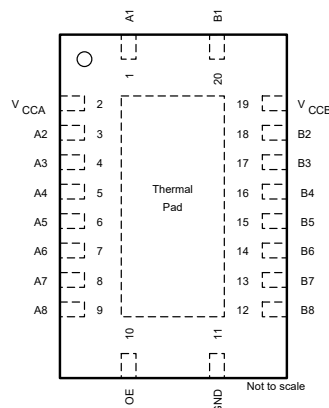 A1 B1
1 20
VCCA 2 19 VCCB
A2 3 18 B2
A3 4 17 B3
A4 5 16 B4
A5 6 15 B5
A6 7 14 B6
A7 8 13 B7
A8 9 12 B8
Thermal
Pad
10 11
OE GND
Not to scale